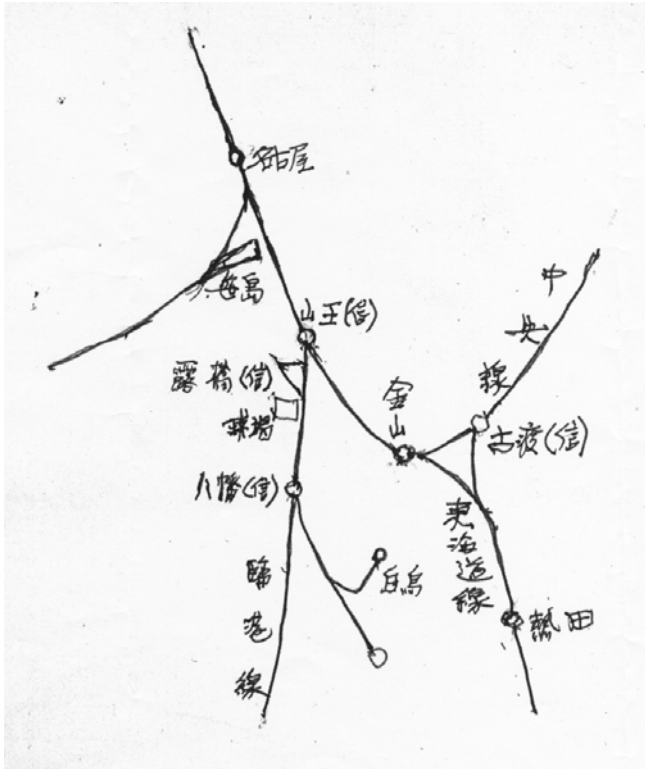 名古屋
笹島
山王(信)
中央線
露橋(信)
球場
金山
古渡(信)
八幡(信)
東海道線
臨港線
白鳥
熱田